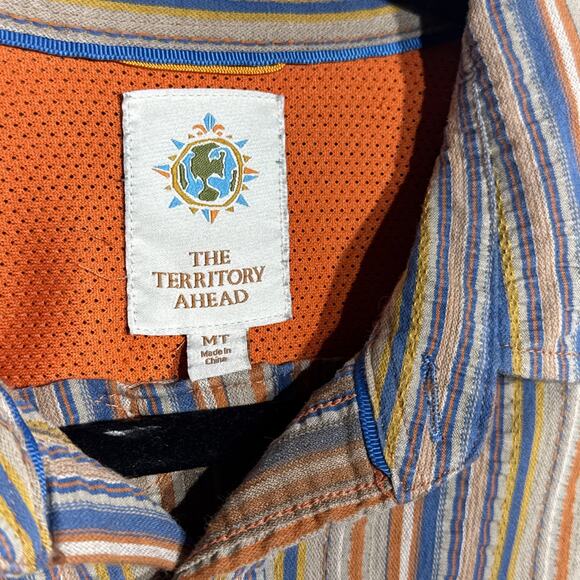 THE
TERRITORY
AHEAD
MT
Made in
China